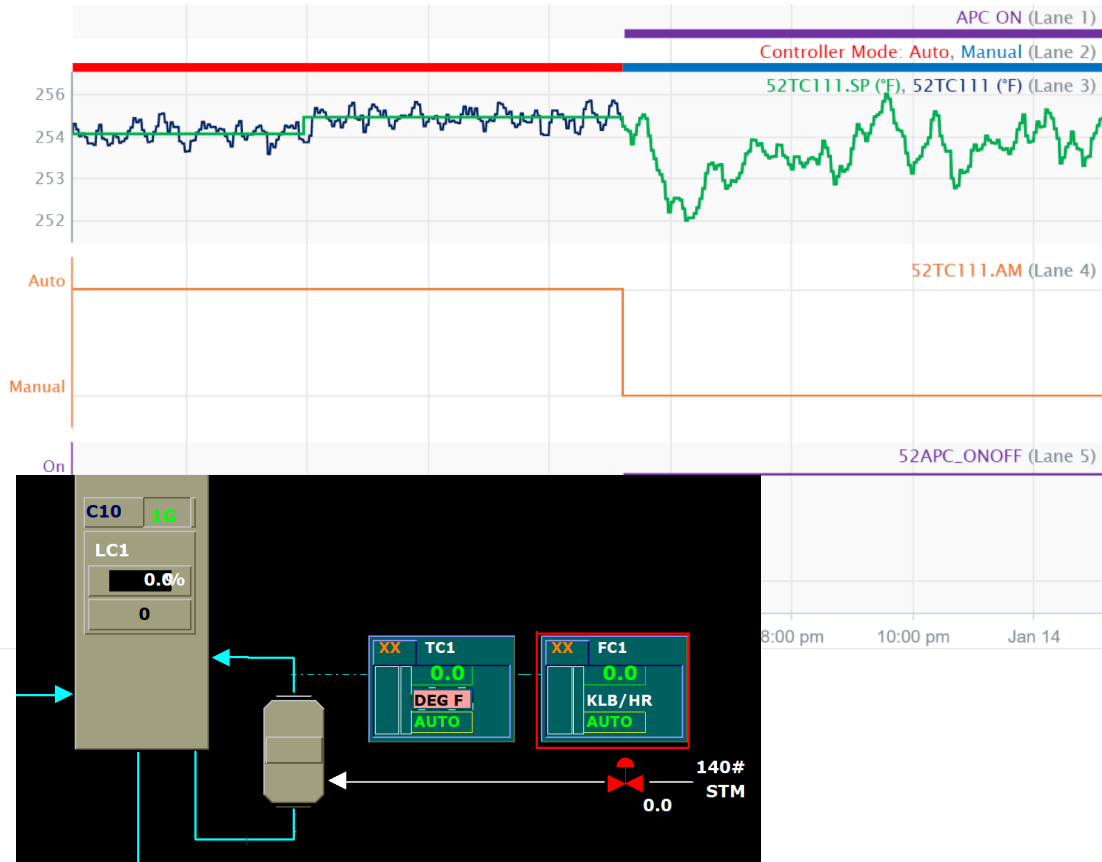 APC ON (Lane 1)
Controller Mode: Auto, Manual (Lane 2)
52TC111.SP (°F), 52TC111 (°F) (Lane 3)
256
254
253
252
52TC111.AM (Lane 4)
Auto
Manual
52APC_ONOFF (Lane 5)
On
C10 1G
LC1
0.0%
0
XX TC1
0.0
DEG F
AUTO
XX FC1
0.0
KLB/HR
AUTO
140#
STM
0.0
8:00 pm 10:00 pm Jan 14